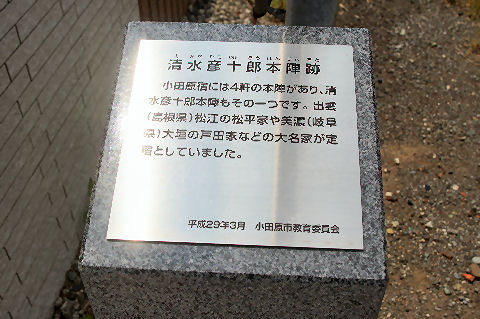 清水彦十郎本陣跡
小田原宿には4軒の本陣があり、清
水彦十郎本陣もその一つです。出雲
(島根県)松江の松平家や美濃(岐阜
県)大垣の戸田家などの大名家が定
宿としていました。
平成29年3月 小田原市教育委員会